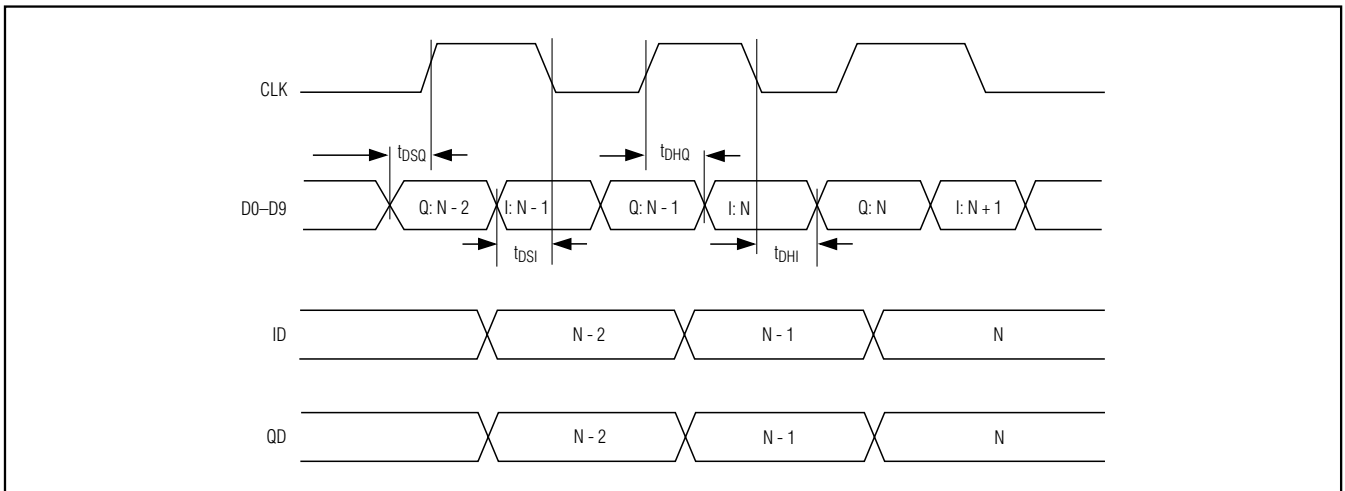 CLK
tDSQ
tDHQ
D0–D9
Q: N - 2
I: N - 1
Q: N - 1
I: N
Q: N
I: N + 1
tDSI
tDHI
ID
N - 2
N - 1
N
QD
N - 2
N - 1
N